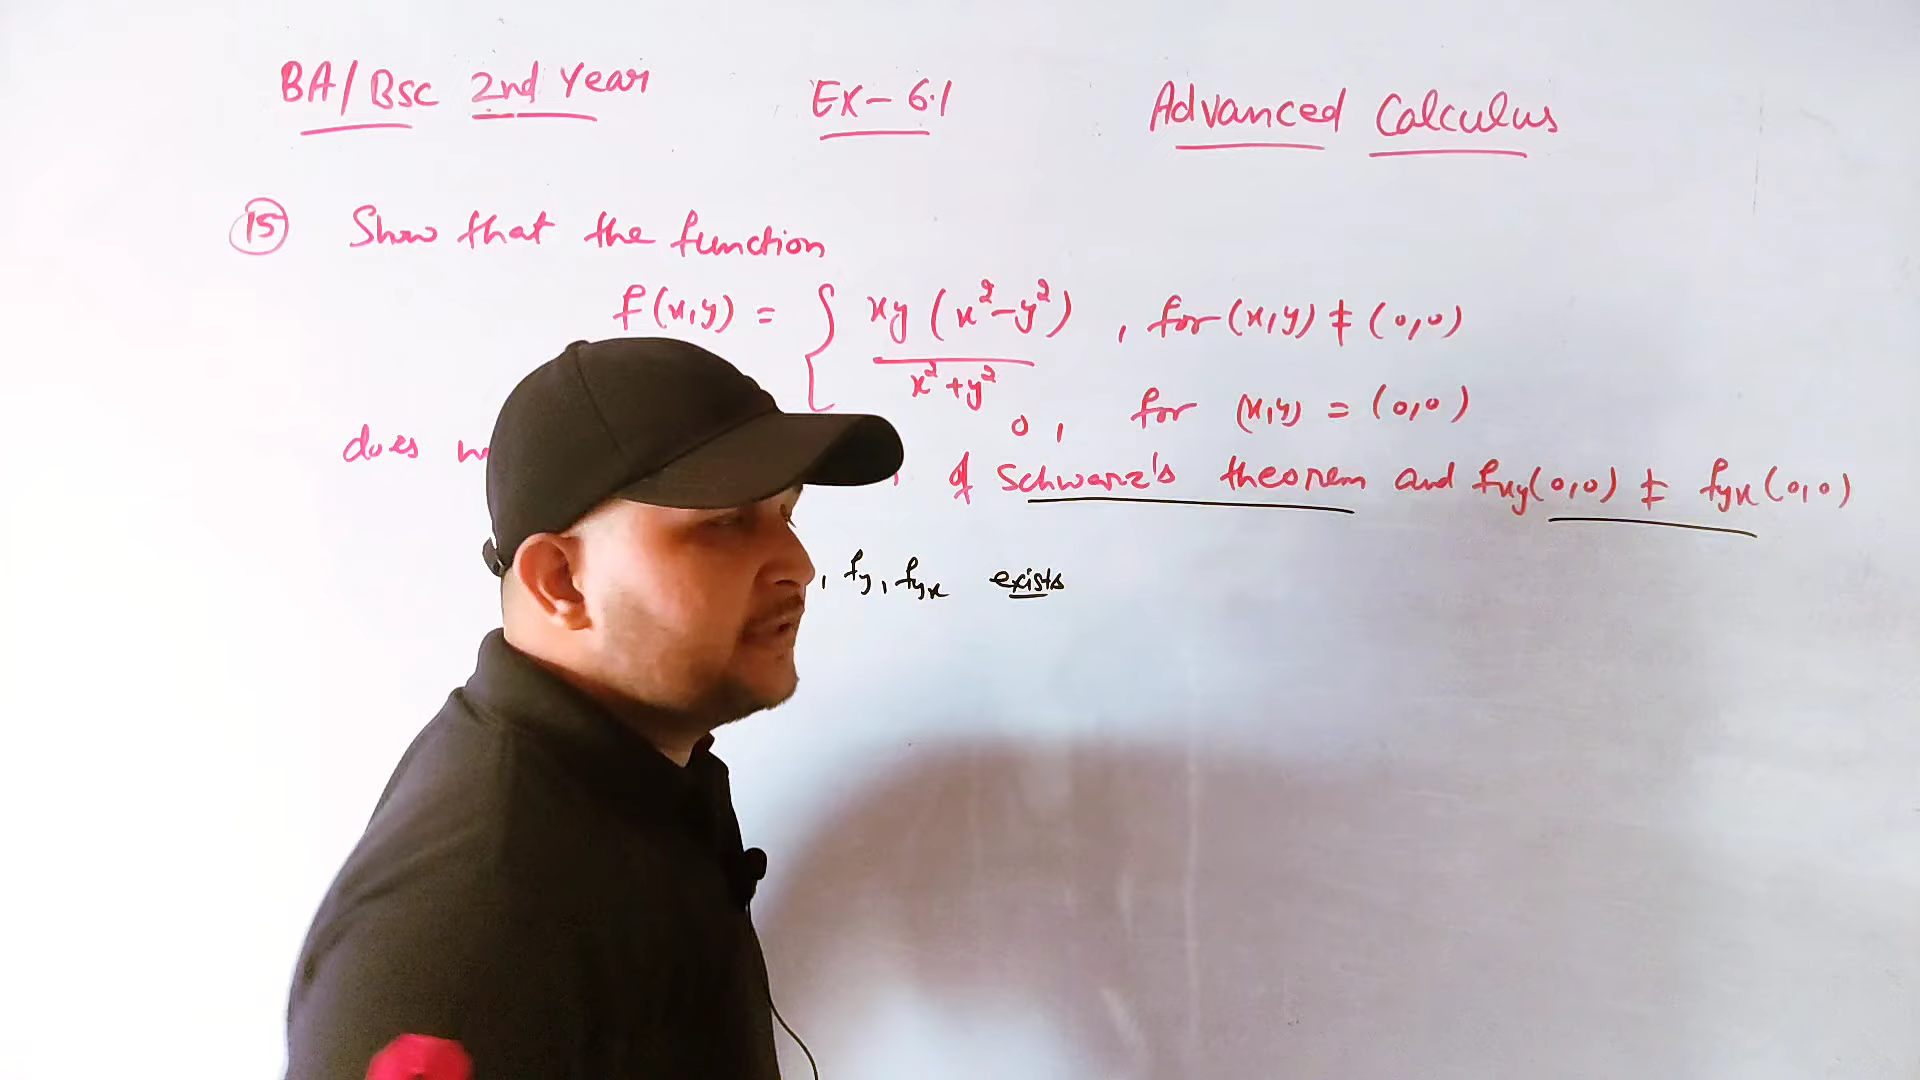 BA/BSC 2nd Year EX-6.1 Advanced Calculus
(15) Show that the function
f(x,y) = { xy(x²-y²) , for (x,y) ≠ (0,0)
x²+y²
0, for (x,y) = (0,0)
does of Schwarz's theorem and fxy(0,0) ≠ fyx(0,0)
, fy, fyx exists